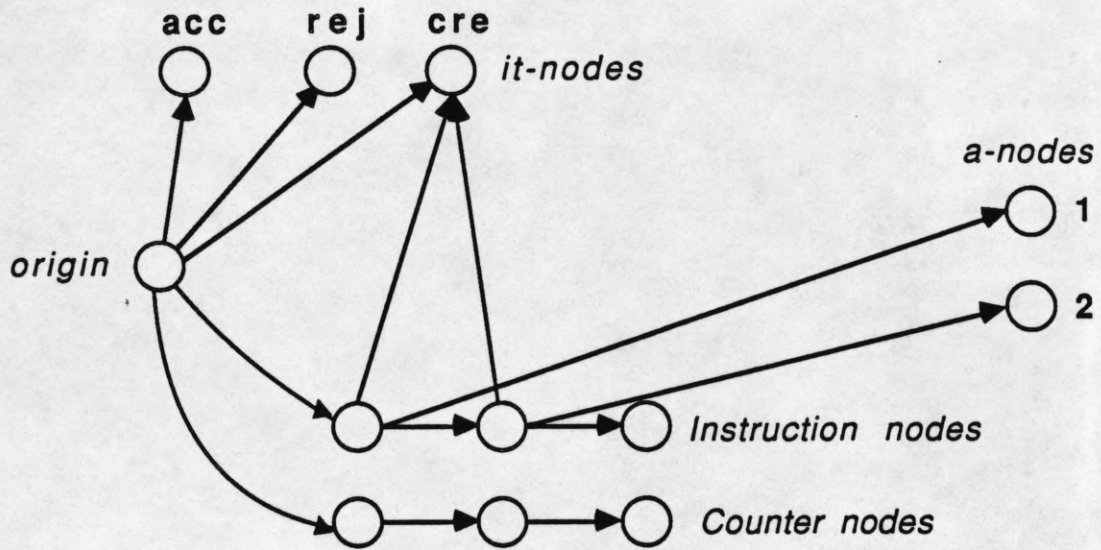 acc rej cre
it-nodes
a-nodes
1
origin
2
Instruction nodes
Counter nodes